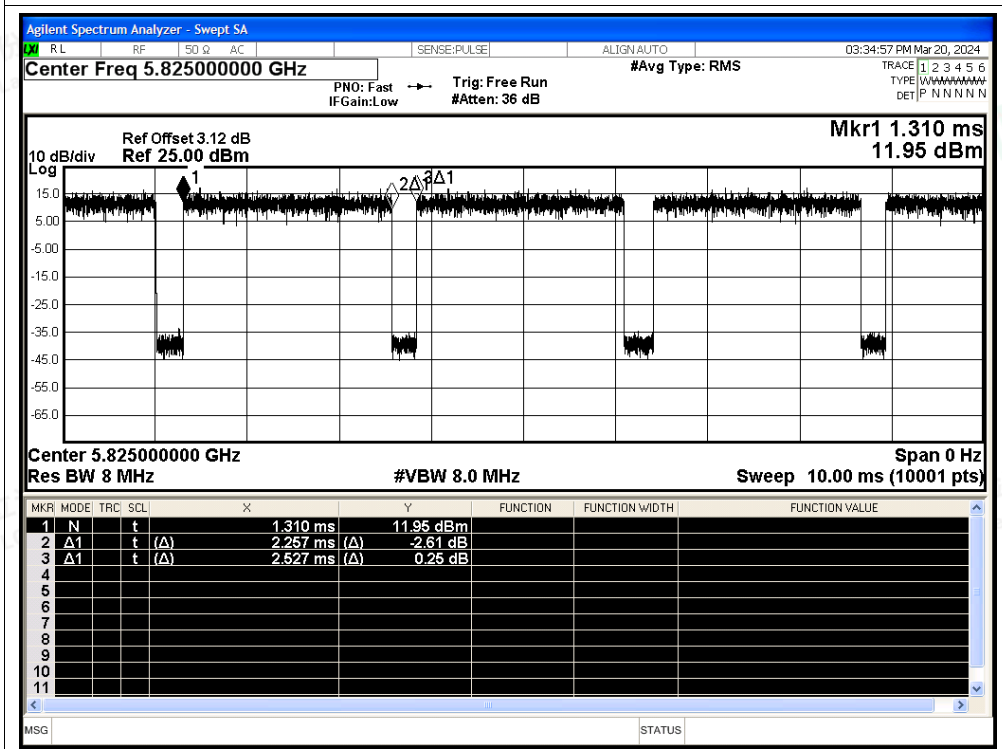 Agilent Spectrum Analyzer - Swept SA
LXI RL RF 50 Ω AC SENSE:PULSE ALIGN AUTO 03:34:57 PM Mar 20, 2024
Center Freq 5.825000000 GHz #Avg Type: RMS TRACE 1 2 3 4 5 6
PNO: Fast Trig: Free Run TYPE WWWWWW
IFGain:Low #Atten: 36 dB DET P N N N N N
Mkr1 1.310 ms
Ref Offset 3.12 dB
10 dB/div Ref 25.00 dBm 11.95 dBm
Log
1 2Δ1 3Δ1
15.0
5.00
-5.00
-15.0
-25.0
-35.0
-45.0
-55.0
-65.0
Center 5.825000000 GHz Span 0 Hz
Res BW 8 MHz #VBW 8.0 MHz Sweep 10.00 ms (10001 pts)
MKR MODE TRC SCL X Y FUNCTION FUNCTION WIDTH FUNCTION VALUE
1 N t 1.310 ms 11.95 dBm
2 Δ1 t (Δ) 2.257 ms (Δ) -2.61 dB
3 Δ1 t (Δ) 2.527 ms (Δ) 0.25 dB
4
5
6
7
8
9
10
11
MSG STATUS